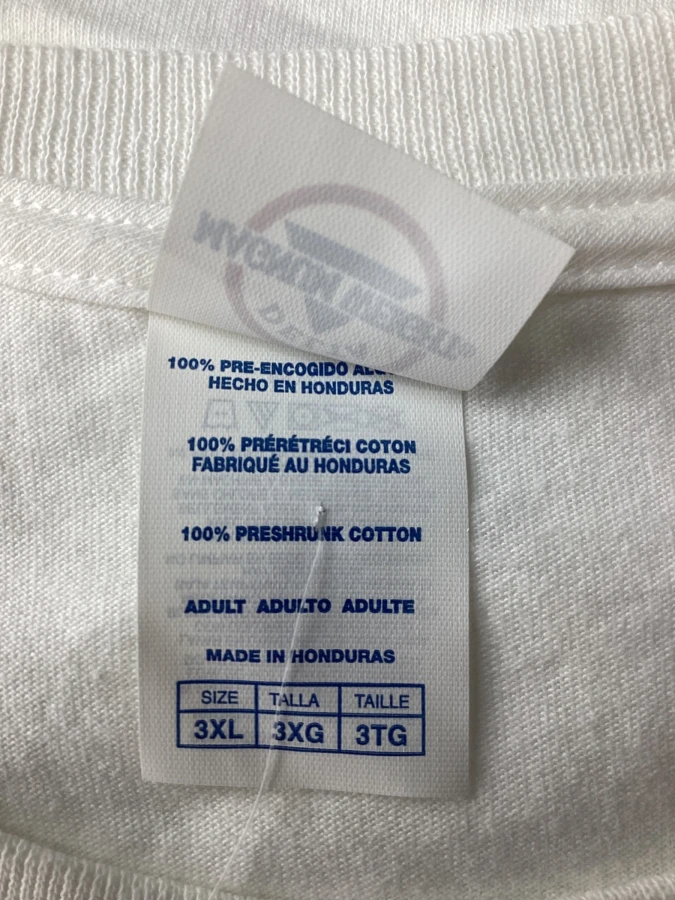 100% PRE-ENCOGIDO
HECHO EN HONDURAS
100% PRÉRÉTRÉCI COTON
FABRIQUÉ AU HONDURAS
100% PRESHRUNK COTTON
ADULT ADULTO ADULTE
MADE IN HONDURAS
SIZE TALLA TAILLE
3XL 3XG 3TG